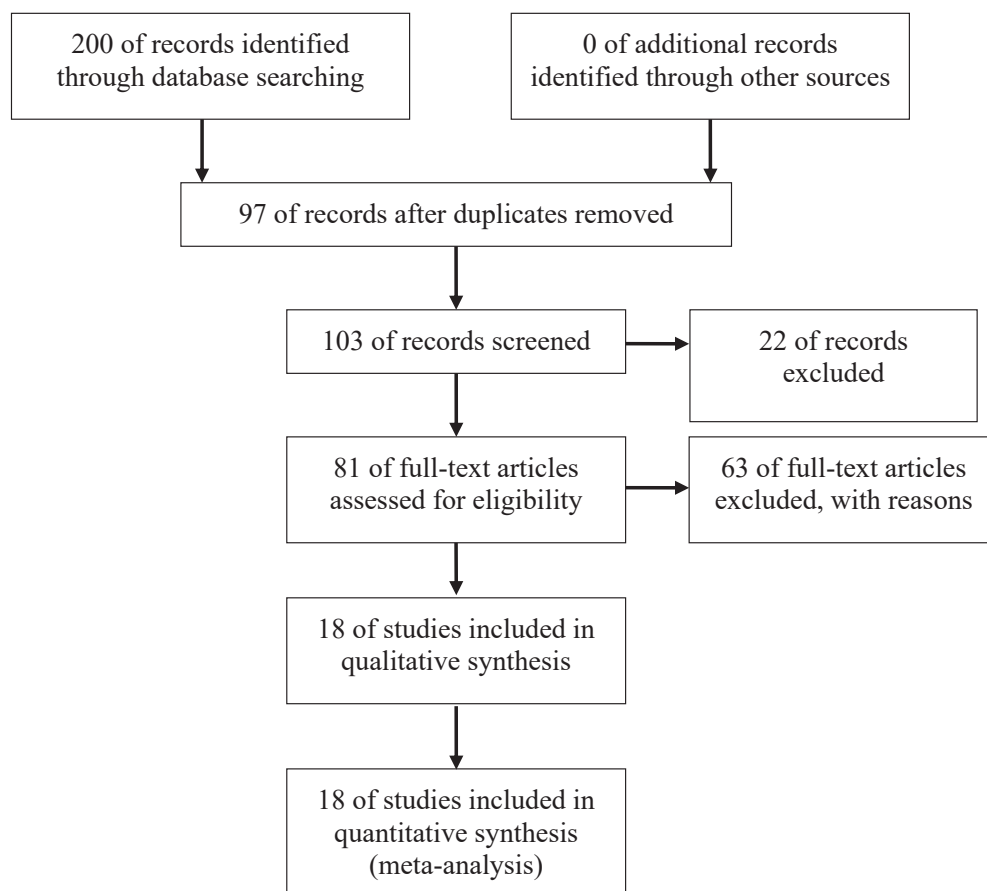 200 of records identified
through database searching
0 of additional records
identified through other sources
97 of records after duplicates removed
103 of records screened
22 of records
excluded
81 of full-text articles
assessed for eligibility
63 of full-text articles
excluded, with reasons
18 of studies included in
qualitative synthesis
18 of studies included in
quantitative synthesis
(meta-analysis)